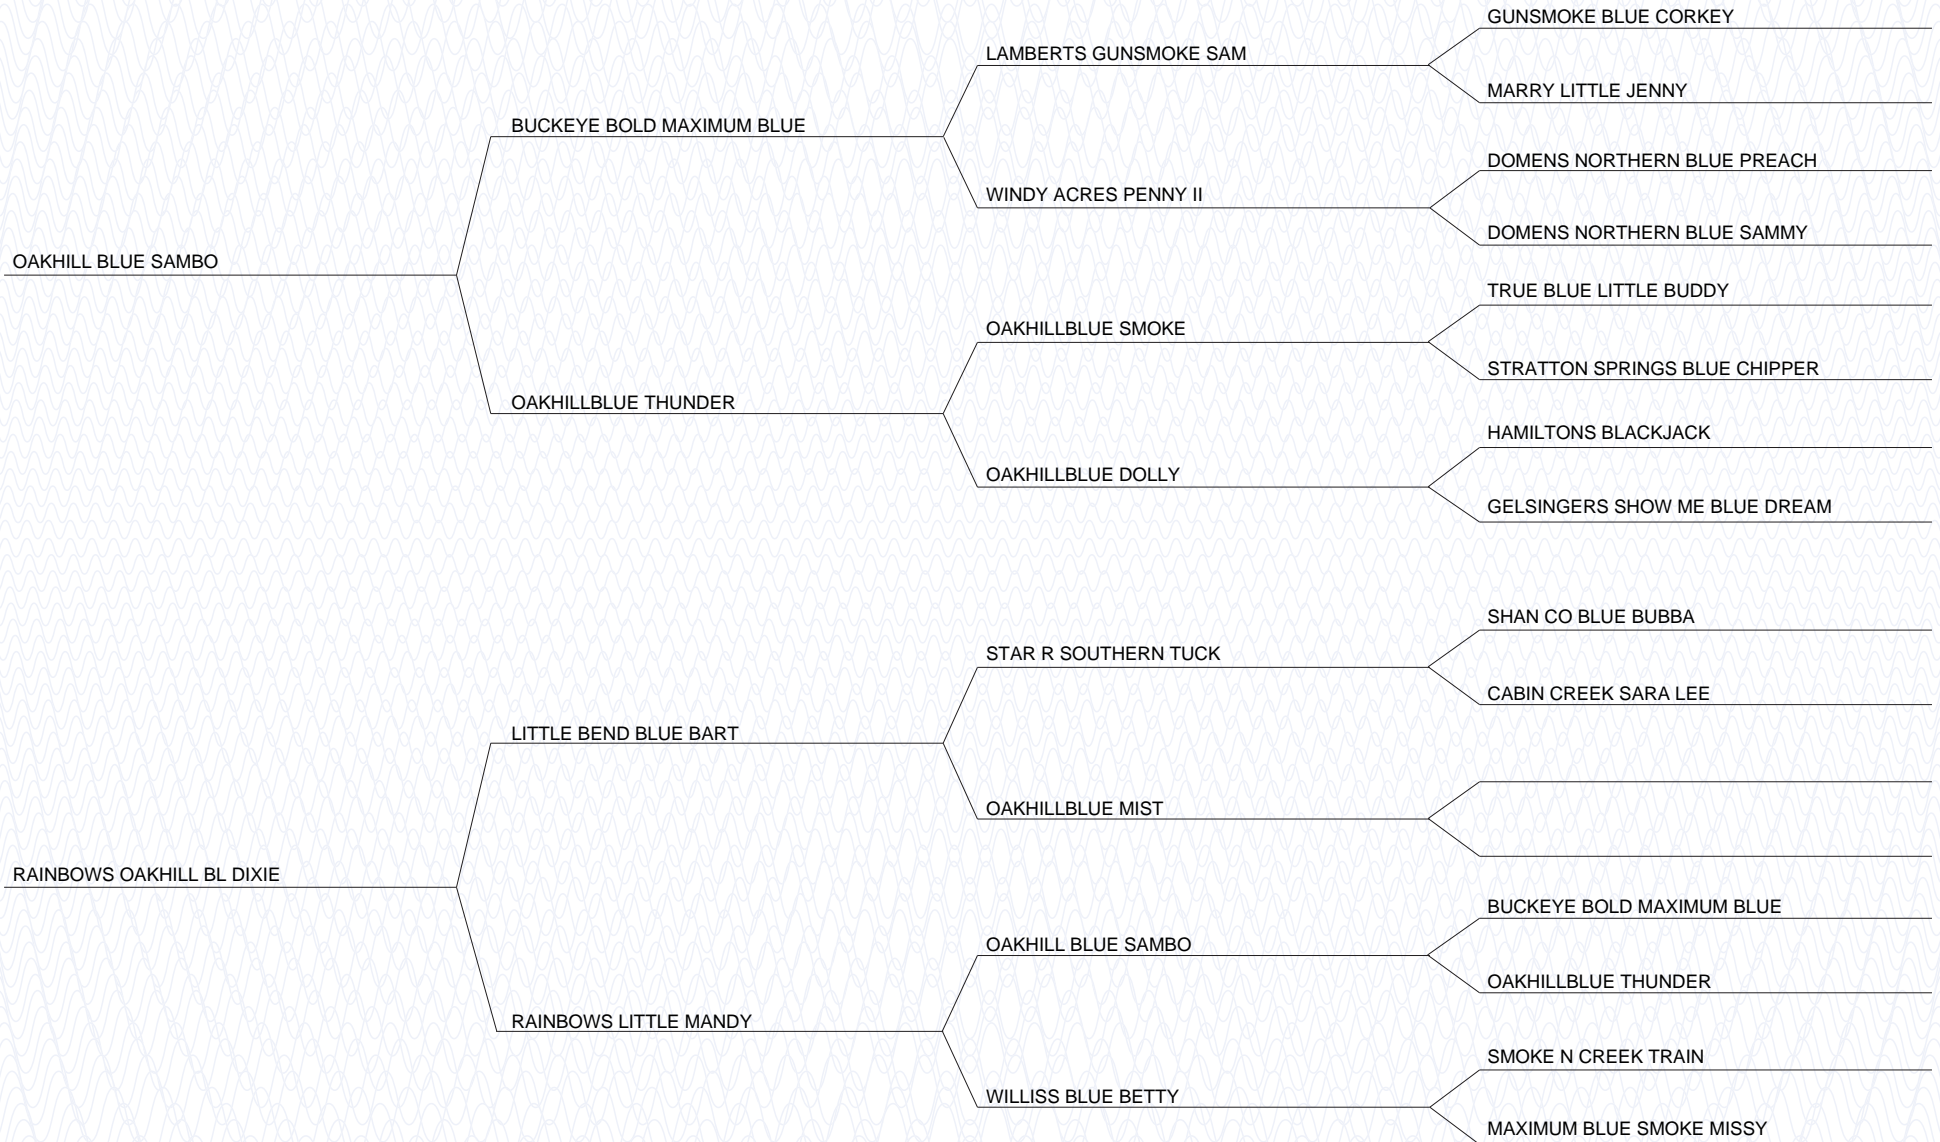 GUNSMOKE BLUE CORKEY
LAMBERTS GUNSMOKE SAM
MARRY LITTLE JENNY
BUCKEYE BOLD MAXIMUM BLUE
DOMENS NORTHERN BLUE PREACH
WINDY ACRES PENNY II
DOMENS NORTHERN BLUE SAMMY
OAKHILL BLUE SAMBO
TRUE BLUE LITTLE BUDDY
OAKHILLBLUE SMOKE
STRATTON SPRINGS BLUE CHIPPER
OAKHILLBLUE THUNDER
HAMILTONS BLACKJACK
OAKHILLBLUE DOLLY
GELSINGERS SHOW ME BLUE DREAM
SHAN CO BLUE BUBBA
STAR R SOUTHERN TUCK
CABIN CREEK SARA LEE
LITTLE BEND BLUE BART
OAKHILLBLUE MIST
RAINBOWS OAKHILL BL DIXIE
BUCKEYE BOLD MAXIMUM BLUE
OAKHILL BLUE SAMBO
OAKHILLBLUE THUNDER
RAINBOWS LITTLE MANDY
SMOKE N CREEK TRAIN
WILLISS BLUE BETTY
MAXIMUM BLUE SMOKE MISSY